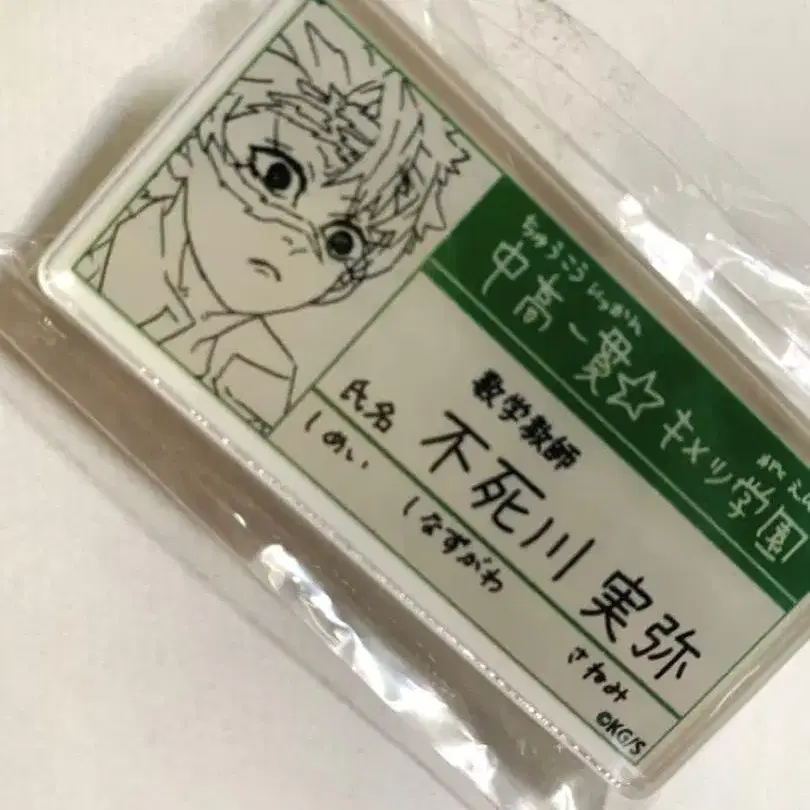 ちゅうこういっかん がくえん
中高一貫☆キメツ学園
数学教師
氏名 不死川 実弥
しめい しなずがわ さねみ
©KG/S